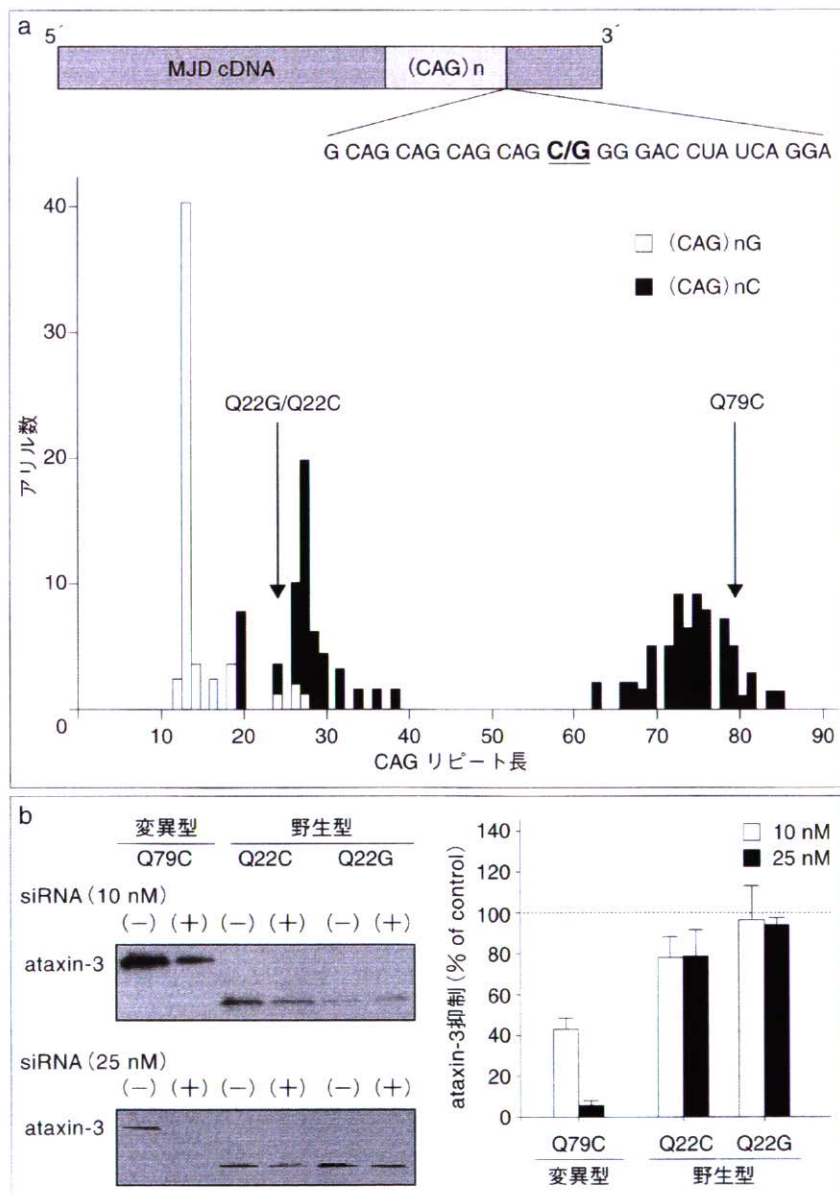 a
5´ 3´
MJD cDNA (CAG)n
G CAG CAG CAG CAG C/G GG GAC CUA UCA GGA
40
30
20
10
0
アリル数
(CAG)nG
(CAG)nC
Q22G/Q22C
Q79C
10 20 30 40 50 60 70 80 90
CAG リピート長
b
変異型 野生型
Q79C Q22C Q22G
siRNA(10 nM)
(−) (+) (−) (+) (−) (+)
ataxin-3
siRNA(25 nM)
(−) (+) (−) (+) (−) (+)
ataxin-3
10 nM
25 nM
140
120
100
80
60
40
20
0
ataxin-3抑制(% of control)
Q79C Q22C Q22G
変異型 野生型